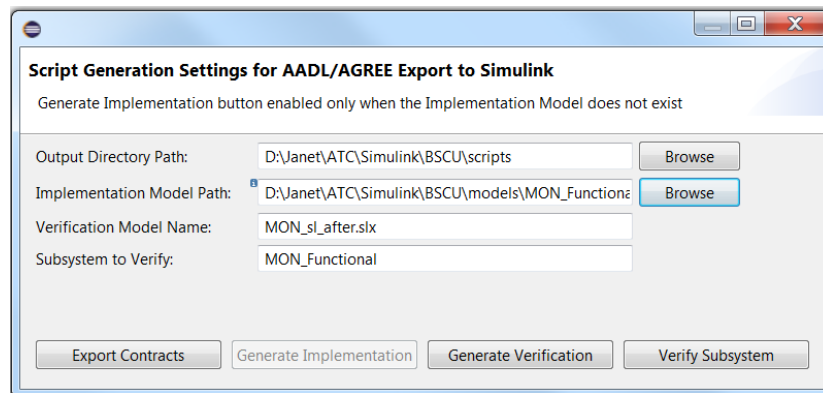 Script Generation Settings for AADL/AGREE Export to Simulink
Generate Implementation button enabled only when the Implementation Model does not exist
Output Directory Path: D:\Janet\ATC\Simulink\BSCU\scripts Browse
Implementation Model Path: D:\Janet\ATC\Simulink\BSCU\models\MON_Functiona Browse
Verification Model Name: MON_sl_after.slx
Subsystem to Verify: MON_Functional
Export Contracts Generate Implementation Generate Verification Verify Subsystem